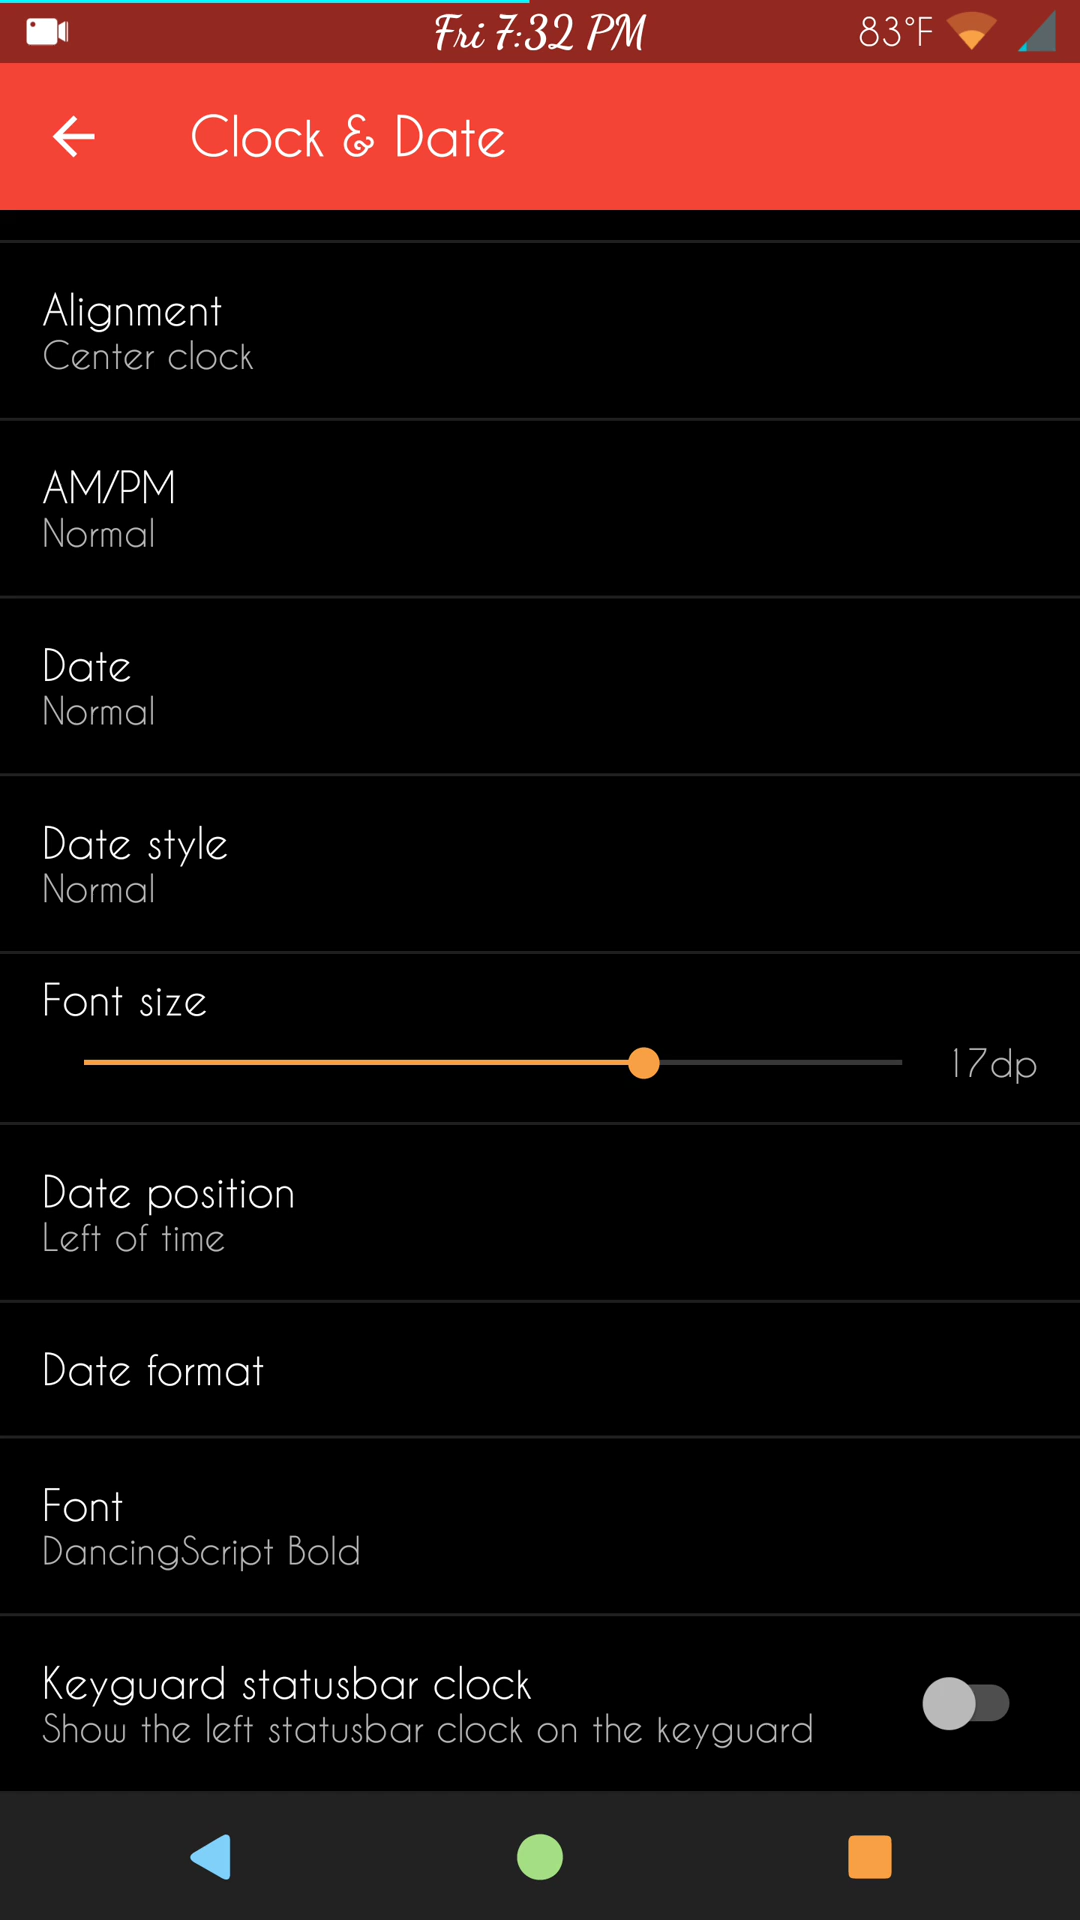 Fri 7:32 PM 83°F
Clock & Date
Alignment
Center clock
AM/PM
Normal
Date
Normal
Date style
Normal
Font size
17dp
Date position
Left of time
Date format
Font
DancingScript Bold
Keyguard statusbar clock
Show the left statusbar clock on the keyguard